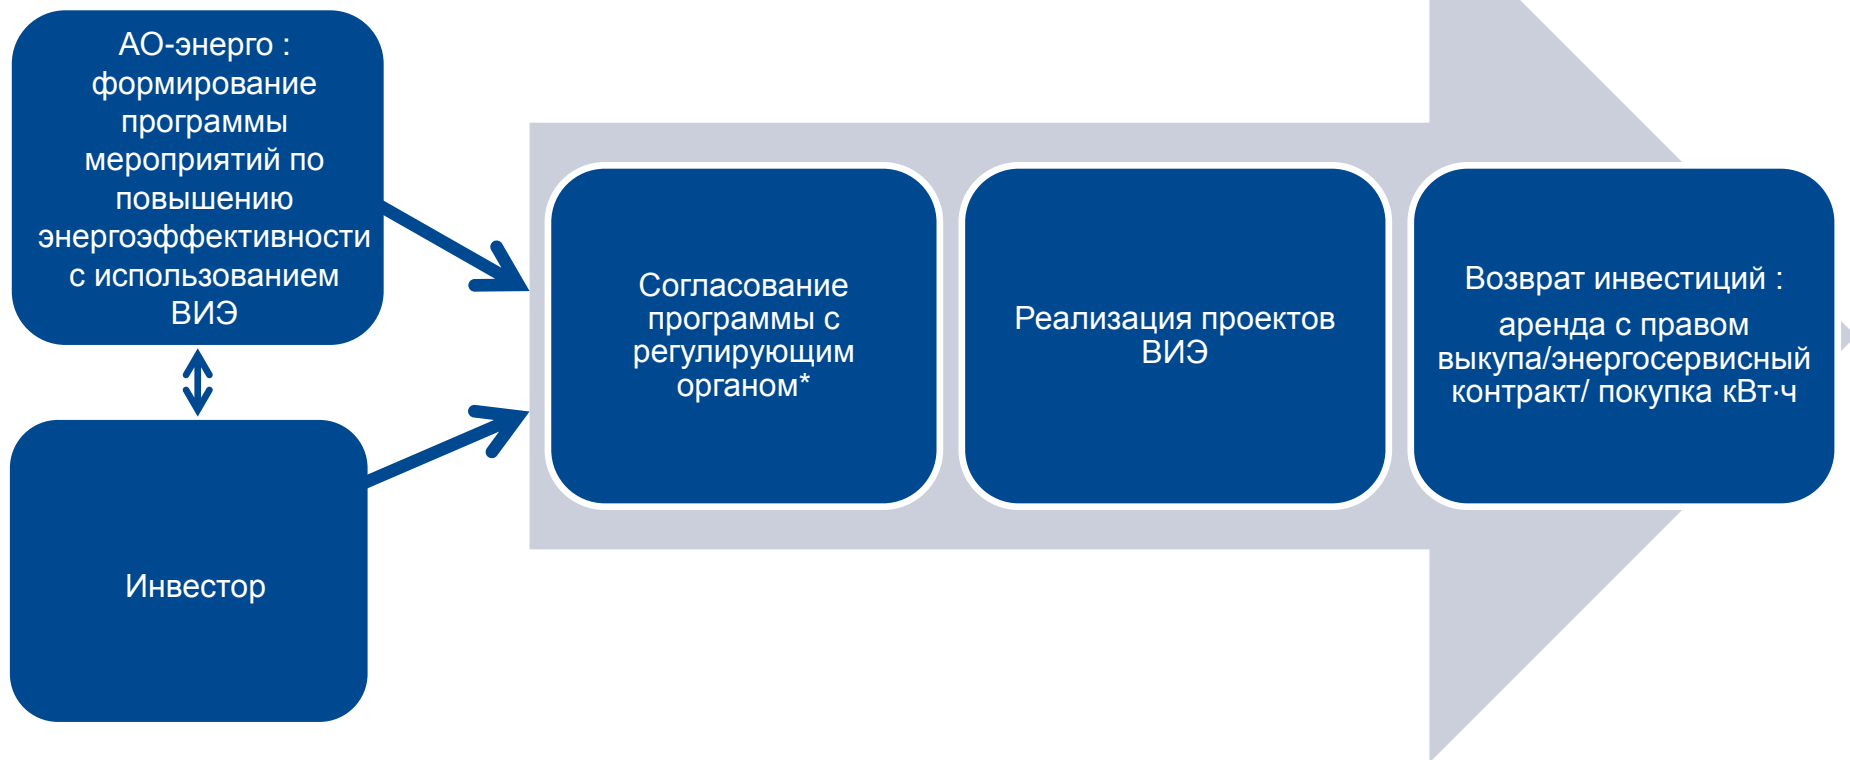 АО-энерго :
формирование
программы
мероприятий по
повышению
энергоэффективности
с использованием
ВИЭ
Инвестор
Согласование
программы с
регулирующим
органом*
Реализация проектов
ВИЭ
Возврат инвестиций :
аренда с правом
выкупа/энергосервисный
контракт/ покупка кВт·ч